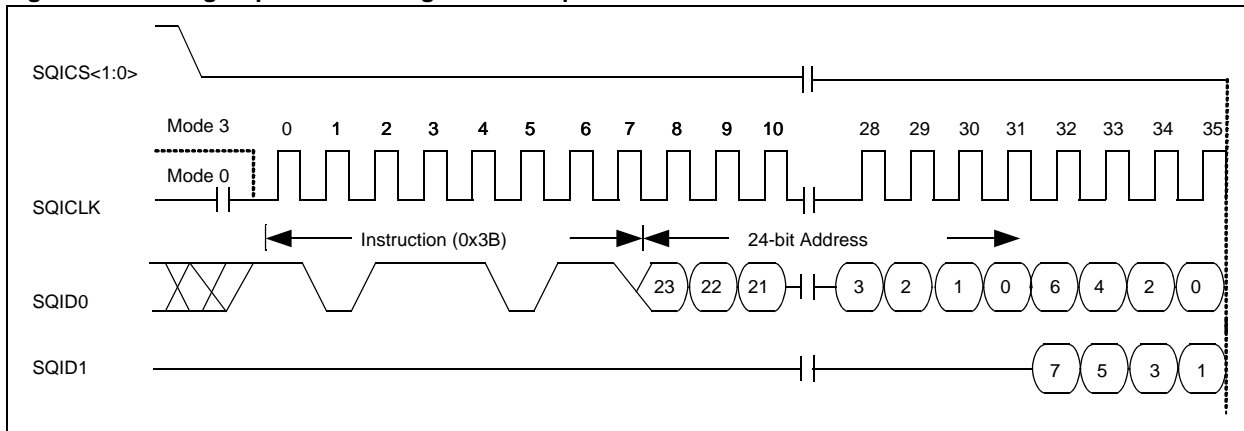 SQICS<1:0>
Mode 3 0 1 2 3 4 5 6 7 8 9 10 28 29 30 31 32 33 34 35
Mode 0
SQICLK
Instruction (0x3B) 24-bit Address
SQID0 23 22 21 3 2 1 0 6 4 2 0
SQID1 7 5 3 1